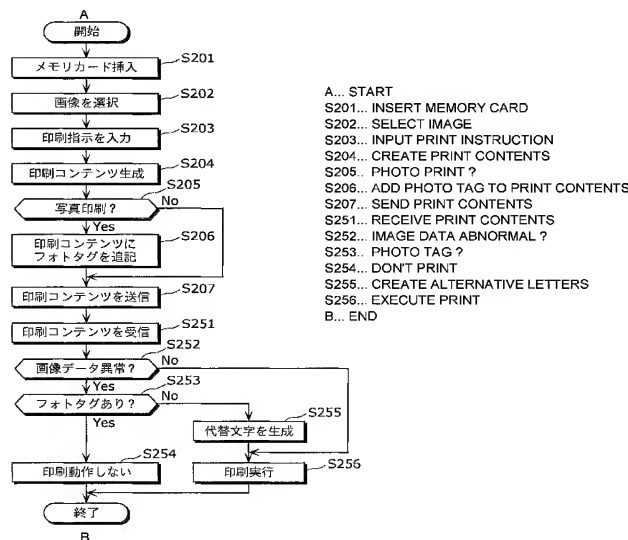 A
開始
メモリカード挿入
S201
画像を選択
S202
印刷指示を入力
S203
印刷コンテンツ生成
S204
写真印刷?
S205
No
Yes
印刷コンテンツに
フォトタグを追記
S206
印刷コンテンツを送信
S207
印刷コンテンツを受信
S251
画像データ異常?
S252
No
Yes
フォトタグあり?
S253
No
Yes
代替文字を生成
S255
印刷動作しない
S254
印刷実行
S256
終了
B
A... START
S201... INSERT MEMORY CARD
S202... SELECT IMAGE
S203... INPUT PRINT INSTRUCTION
S204... CREATE PRINT CONTENTS
S205.. PHOTO PRINT ?
S206... ADD PHOTO TAG TO PRINT CONTENTS
S207... SEND PRINT CONTENTS
S251... RECEIVE PRINT CONTENTS
S252... IMAGE DATA ABNORMAL ?
S253.. PHOTO TAG ?
S254... DON'T PRINT
S255... CREATE ALTERNATIVE LETTERS
S256... EXECUTE PRINT
B... END